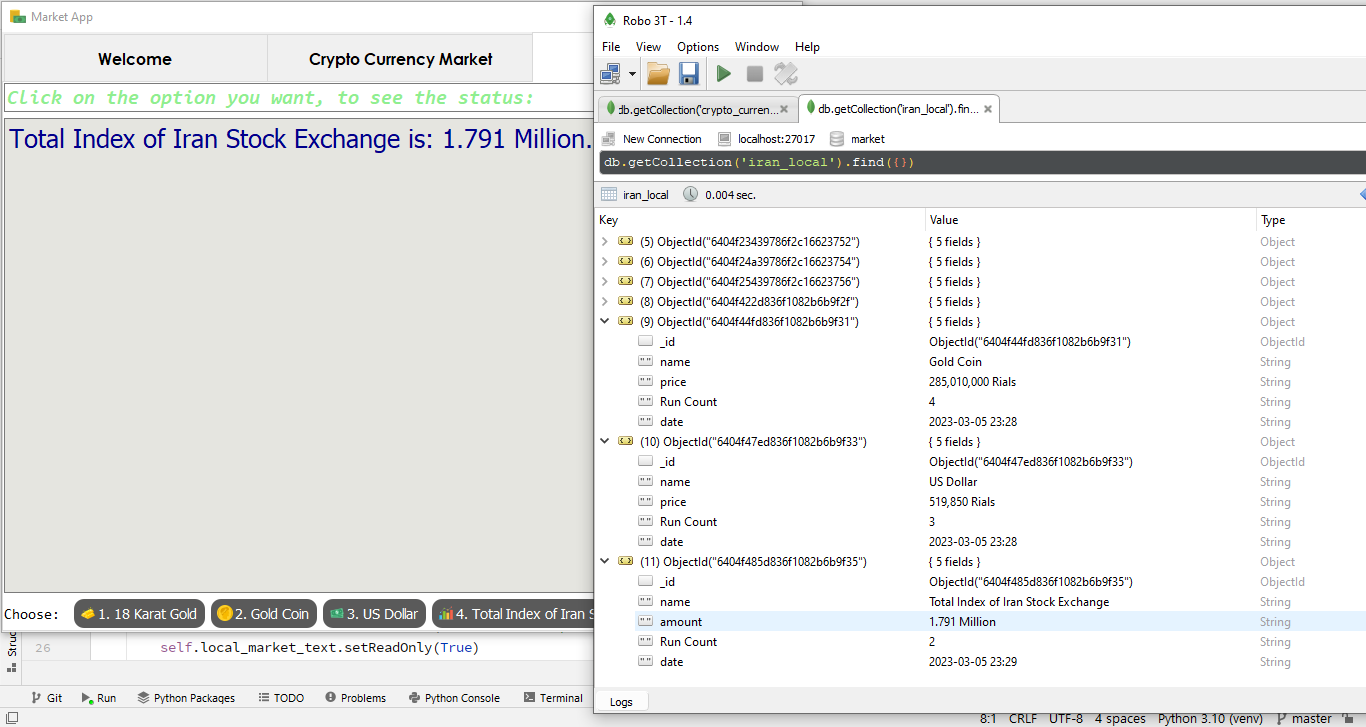 Market App
Welcome
Crypto Currency Market
Click on the option you want, to see the status:
Total Index of Iran Stock Exchange is: 1.791 Million.
Choose:
1. 18 Karat Gold
2. Gold Coin
3. US Dollar
4. Total Index of Iran S
26 self.local_market_text.setReadOnly(True)
Struc
Git
Run
Python Packages
TODO
Problems
Python Console
Terminal
Robo 3T - 1.4
File View Options Window Help
db.getCollection('crypto_curren...
db.getCollection('iran_local').fin...
New Connection localhost:27017 market
db.getCollection('iran_local').find({})
iran_local 0.004 sec.
Key Value Type
(5) ObjectId("6404f23439786f2c16623752") { 5 fields } Object
(6) ObjectId("6404f24a39786f2c16623754") { 5 fields } Object
(7) ObjectId("6404f25439786f2c16623756") { 5 fields } Object
(8) ObjectId("6404f422d836f1082b6b9f2f") { 5 fields } Object
(9) ObjectId("6404f44fd836f1082b6b9f31") { 5 fields } Object
_id ObjectId("6404f44fd836f1082b6b9f31") ObjectId
"" name Gold Coin String
"" price 285,010,000 Rials String
"" Run Count 4 String
"" date 2023-03-05 23:28 String
(10) ObjectId("6404f47ed836f1082b6b9f33") { 5 fields } Object
_id ObjectId("6404f47ed836f1082b6b9f33") ObjectId
"" name US Dollar String
"" price 519,850 Rials String
"" Run Count 3 String
"" date 2023-03-05 23:28 String
(11) ObjectId("6404f485d836f1082b6b9f35") { 5 fields } Object
_id ObjectId("6404f485d836f1082b6b9f35") ObjectId
"" name Total Index of Iran Stock Exchange String
"" amount 1.791 Million String
"" Run Count 2 String
"" date 2023-03-05 23:29 String
Logs
8:1 CRLF UTF-8 4 spaces Python 3.10 (venv) master